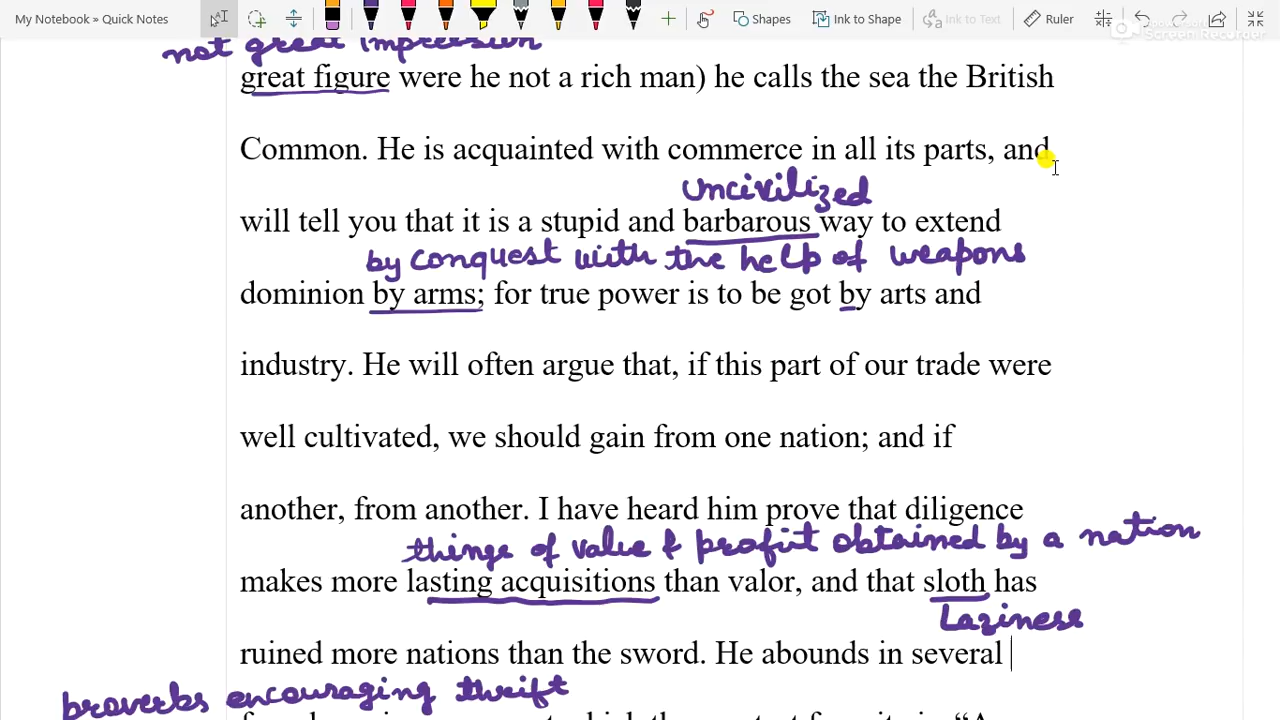 My Notebook » Quick Notes
Shapes
Ink to Shape
Ink to Text
Ruler
Screen Recorder
not great impression
great figure were he not a rich man) he calls the sea the British
Common. He is acquainted with commerce in all its parts, and
uncivilized
will tell you that it is a stupid and barbarous way to extend
by conquest with the help of weapons
dominion by arms; for true power is to be got by arts and
industry. He will often argue that, if this part of our trade were
well cultivated, we should gain from one nation; and if
another, from another. I have heard him prove that diligence
things of value & profit obtained by a nation
makes more lasting acquisitions than valor, and that sloth has
Laziness
ruined more nations than the sword. He abounds in several
proverbs encouraging thrift